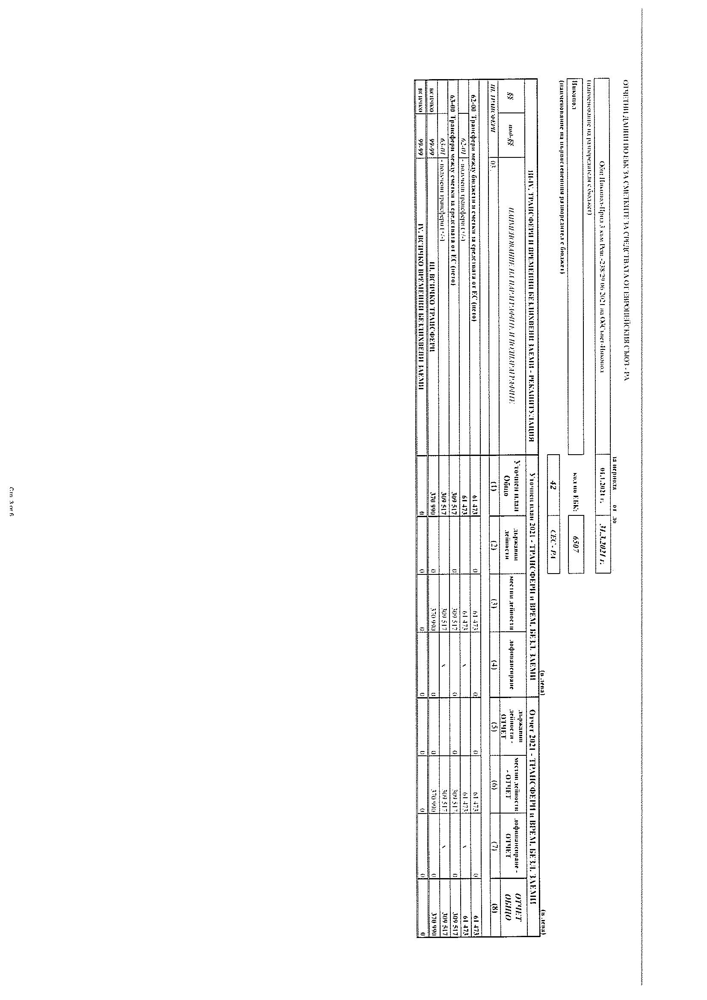 ОТЧЕТНИ ДАННИ ПО ЕБК ЗА СМЕТКИТЕ ЗА СРЕДСТВАТА ОТ ЕВРОПЕЙСКИЯ СЪЮЗ - РА
за периода от до
Общ Никопол-Прил 3 към Реш.-238/29 06 2021 на ОбСъвет-Никопол 01.1.2021 г. 31.3.2021 г.
(наименование на разпоредителя с бюджет)
Никопол код по ЕБК: 6507
(наименование на първостепенния разпоредител с бюджет)
42 СЕС - РА
(в лева) (в лева)
III-IV. ТРАНСФЕРИ И ВРЕМЕННИ БЕЗЛИХВЕНИ ЗАЕМИ - РЕКАПИТУЛАЦИЯ Уточнен план 2021 - ТРАНСФЕРИ и ВРЕМ. БЕЗЛ. ЗАЕМИ Отчет 2021 - ТРАНСФЕРИ и ВРЕМ. БЕЗЛ. ЗАЕМИ
§§ под-§§ НАИМЕНОВАНИЕ НА ПАРАГРАФИТЕ И ПОДПАРАГРАФИТЕ Уточнен план Общо държавни дейности местни дейности дофинансиране държавни дейности - ОТЧЕТ местни дейности - ОТЧЕТ дофинансиране - ОТЧЕТ ОТЧЕТ ОБЩО
III. ТРАНСФЕРИ 03. (1) (2) (3) (4) (5) (6) (7) (8)
62-00 Трансфери между бюджети и сметки за средствата от ЕС (нето) 61 473 0 61 473 0 0 61 473 0 61 473
62-01 - получени трансфери (+/-) 61 473 61 473 61 473 61 473
63-00 Трансфери между сметки за средствата от ЕС (нето) 309 517 0 309 517 0 0 309 517 0 309 517
63-01 - получени трансфери (+/-) 309 517 309 517 309 517 309 517
всичко 99-99 III. ВСИЧКО ТРАНСФЕРИ 370 990 0 370 990 0 0 370 990 0 370 990
всичко 99-99 IV. ВСИЧКО ВРЕМЕННИ БЕЗЛИХВЕНИ ЗАЕМИ 0 0 0 0 0 0 0 0
Стр. 3 от 6